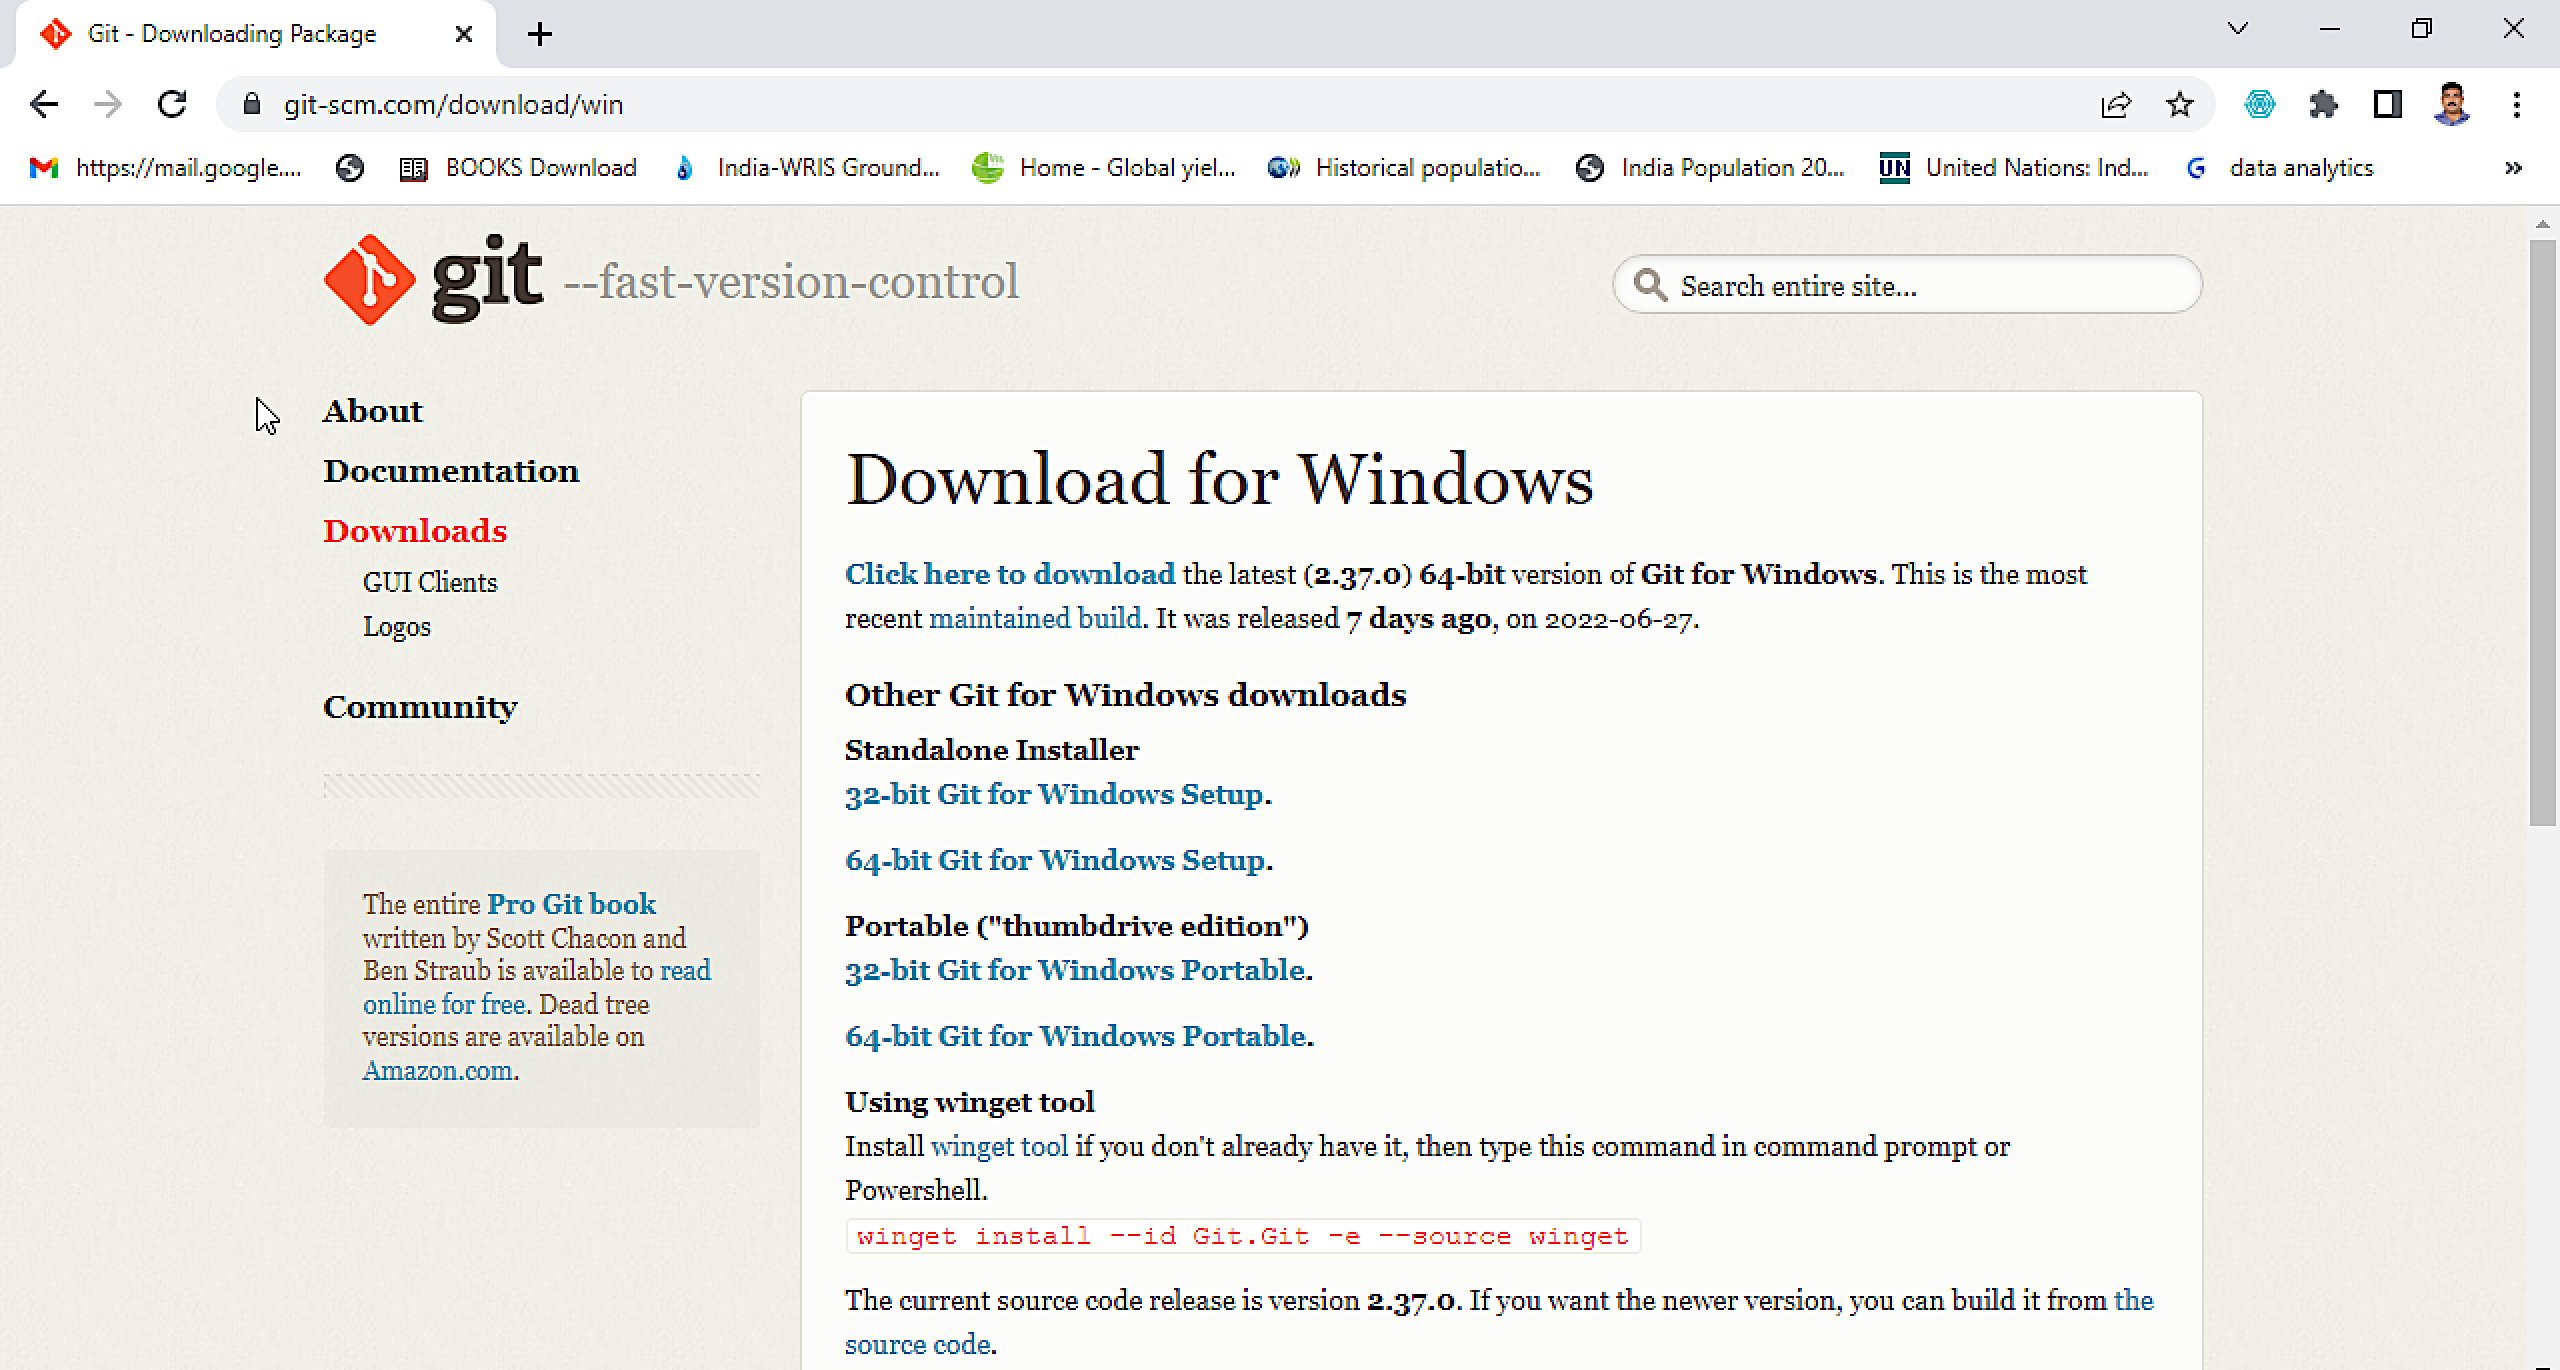 Git - Downloading Package
git-scm.com/download/win
https://mail.google.... BOOKS Download India-WRIS Ground... Home - Global yiel... Historical populatio... India Population 20... UN United Nations: Ind... data analytics »
git --fast-version-control
Search entire site...
About
Documentation
Downloads
GUI Clients
Logos
Community
The entire Pro Git book
written by Scott Chacon and
Ben Straub is available to read
online for free. Dead tree
versions are available on
Amazon.com.
Download for Windows
Click here to download the latest (2.37.0) 64-bit version of Git for Windows. This is the most
recent maintained build. It was released 7 days ago, on 2022-06-27.
Other Git for Windows downloads
Standalone Installer
32-bit Git for Windows Setup.
64-bit Git for Windows Setup.
Portable ("thumbdrive edition")
32-bit Git for Windows Portable.
64-bit Git for Windows Portable.
Using winget tool
Install winget tool if you don't already have it, then type this command in command prompt or
Powershell.
winget install --id Git.Git -e --source winget
The current source code release is version 2.37.0. If you want the newer version, you can build it from the
source code.